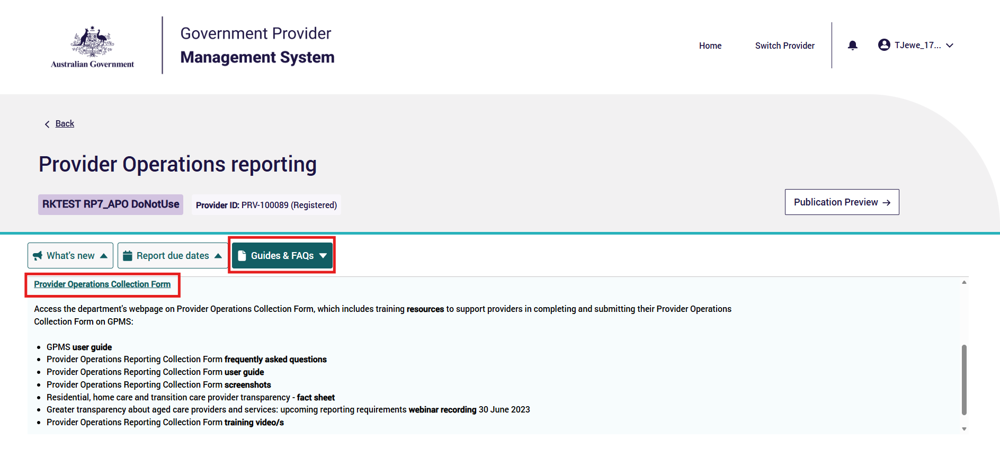 Australian Government
Government Provider
Management System
Home
Switch Provider
TJewe_17...
Back
Provider Operations reporting
RKTEST RP7_APO DoNotUse
Provider ID: PRV-100089 (Registered)
Publication Preview →
What's new
Report due dates
Guides & FAQs
Provider Operations Collection Form
Access the department's webpage on Provider Operations Collection Form, which includes training resources to support providers in completing and submitting their Provider Operations
Collection Form on GPMS:
• GPMS user guide
• Provider Operations Reporting Collection Form frequently asked questions
• Provider Operations Reporting Collection Form user guide
• Provider Operations Reporting Collection Form screenshots
• Residential, home care and transition care provider transparency - fact sheet
• Greater transparency about aged care providers and services: upcoming reporting requirements webinar recording 30 June 2023
• Provider Operations Reporting Collection Form training video/s